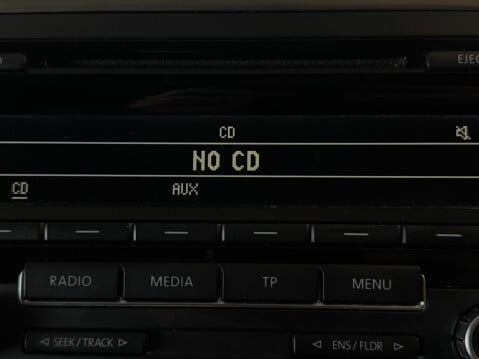 EJEC
CD
NO CD
CD AUX
RADIO MEDIA TP MENU
SEEK / TRACK ENS / FLDR